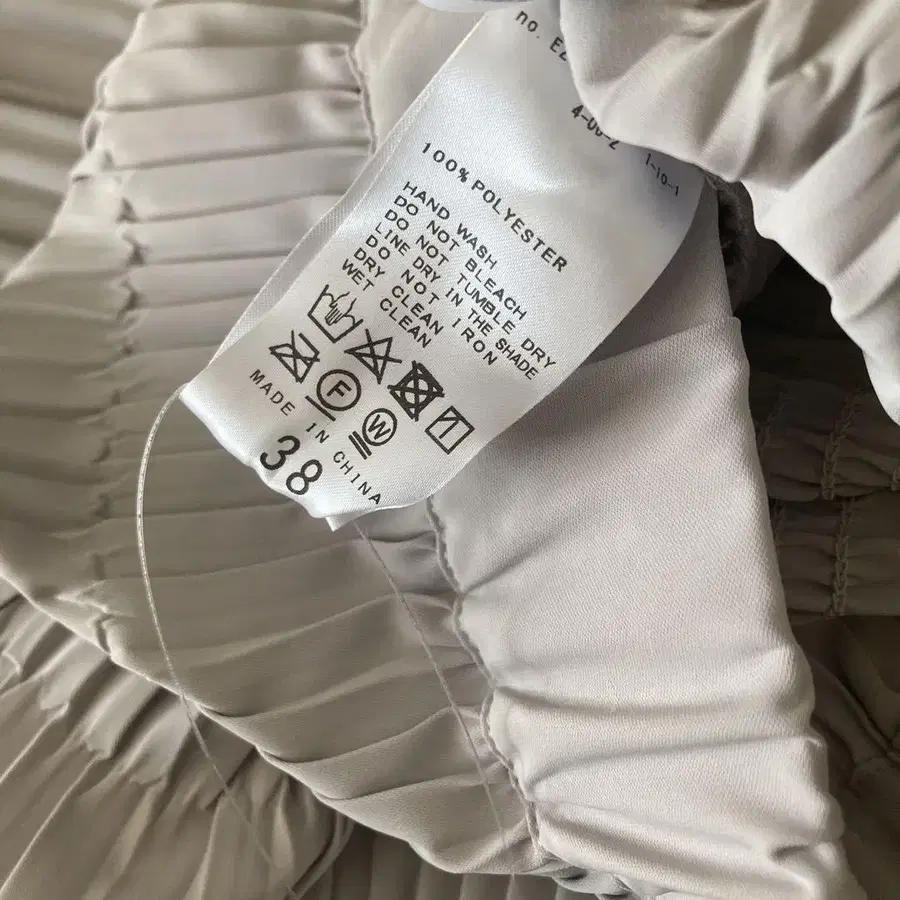 no. E2
4-06-2
1-10-1
100% POLYESTER
HAND WASH
DO NOT BLEACH
DO NOT TUMBLE DRY
LINE DRY IN THE SHADE
DO NOT IRON
DRY CLEAN
WET CLEAN
F
W
MADE IN CHINA
38